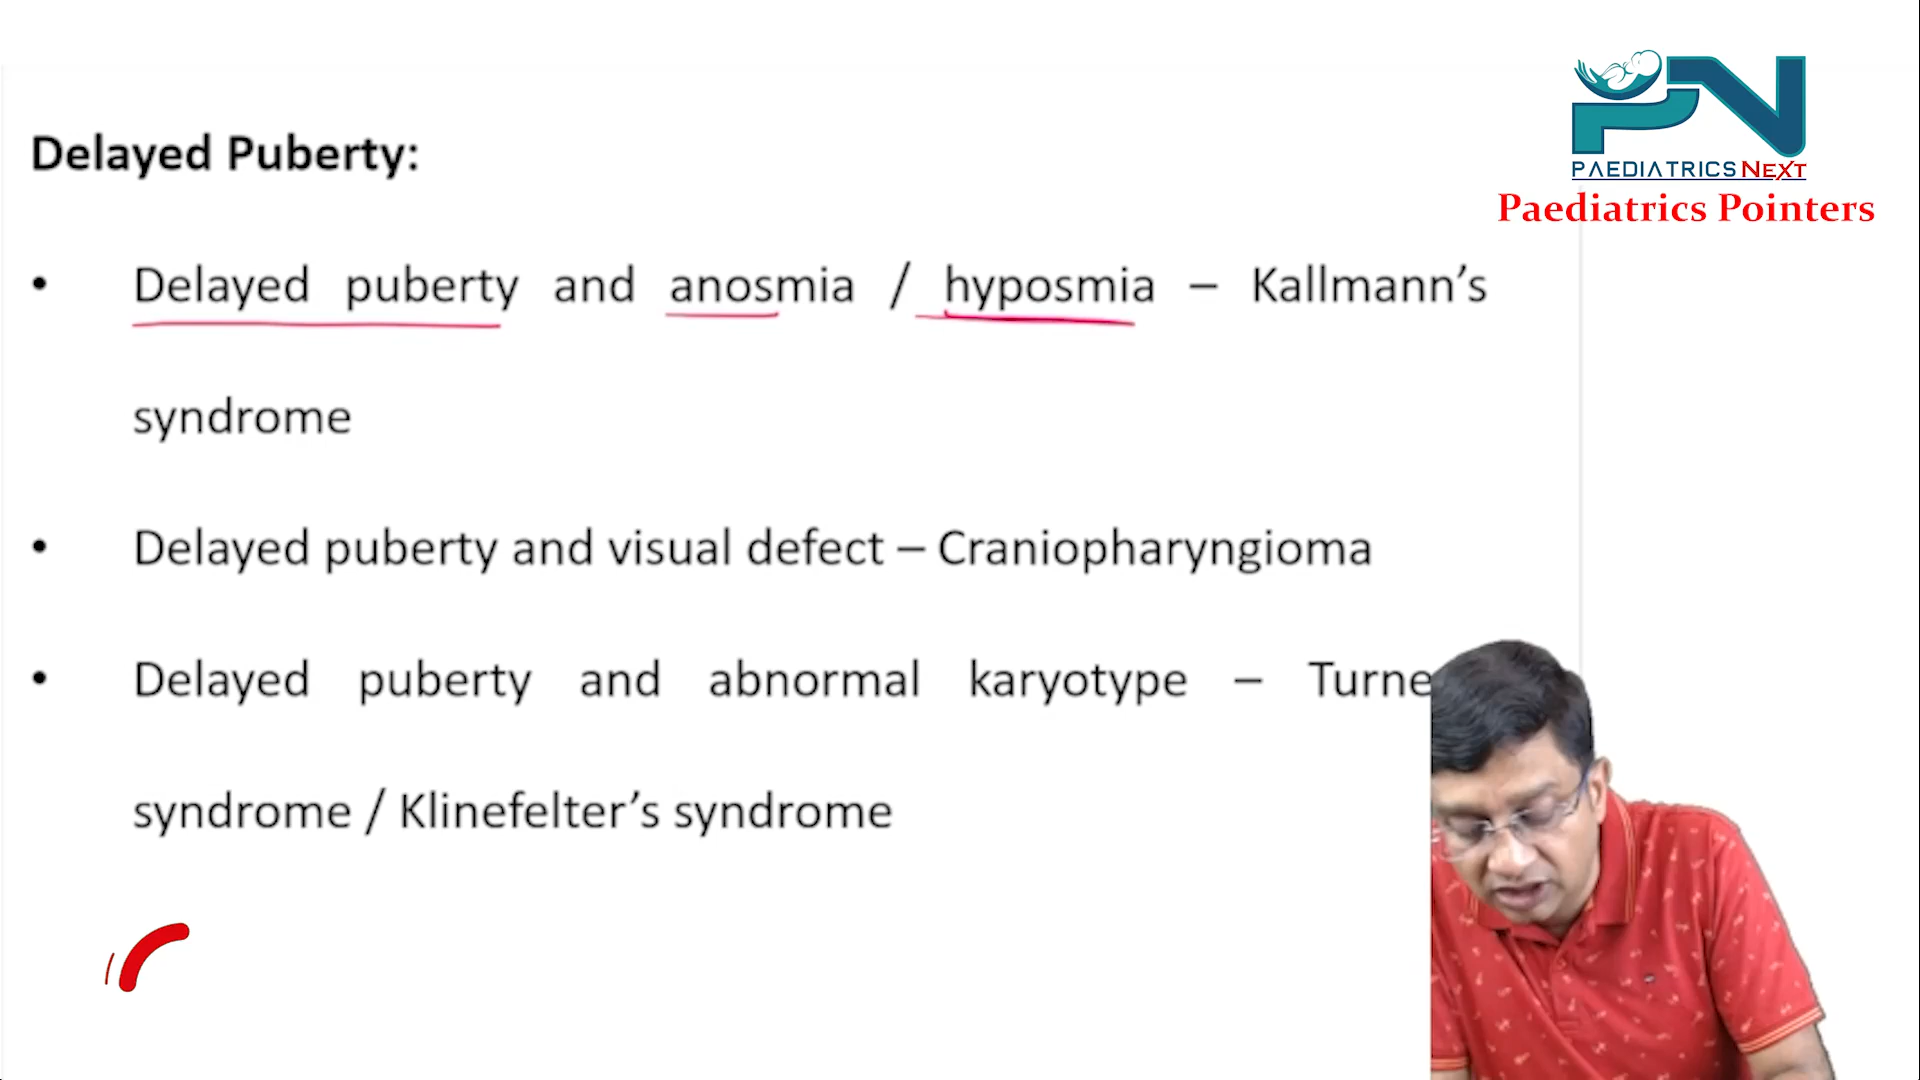 PAEDIATRICS NEXT
Paediatrics Pointers
Delayed Puberty:
• Delayed puberty and anosmia / hyposmia – Kallmann’s
syndrome
• Delayed puberty and visual defect – Craniopharyngioma
• Delayed puberty and abnormal karyotype – Turne
syndrome / Klinefelter’s syndrome